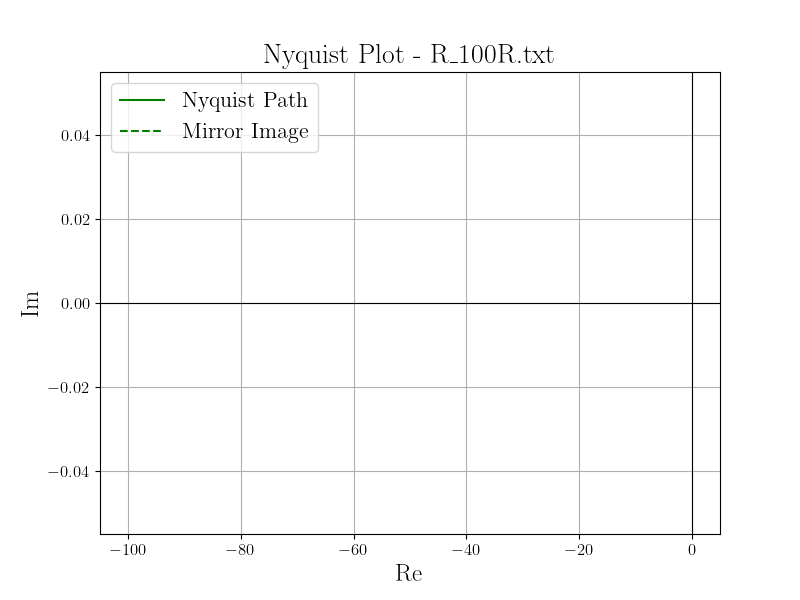 Nyquist Plot - R_100R.txt
Nyquist Path
Mirror Image
0.04
0.02
0.00
−0.02
−0.04
Im
−100 −80 −60 −40 −20 0
Re